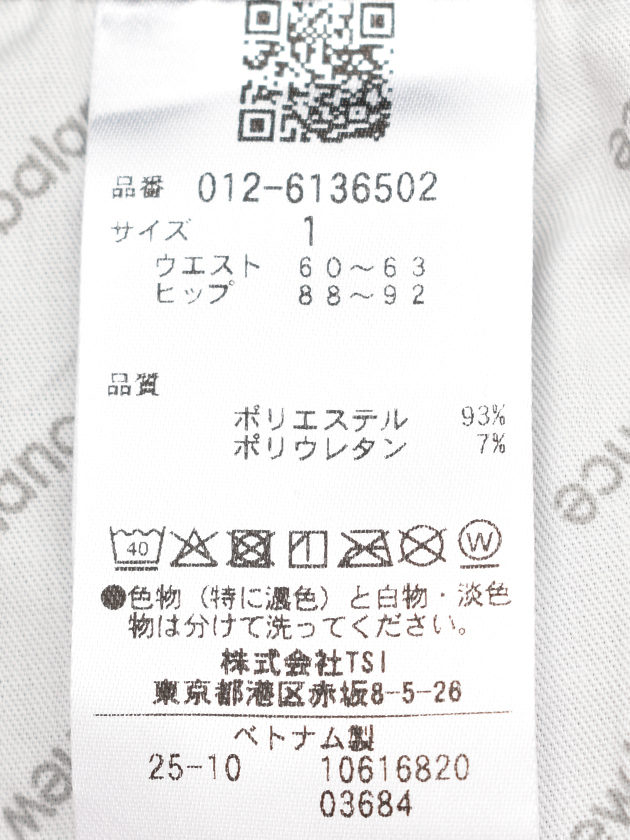 品番 012-6136502
サイズ 1
ウエスト 60～63
ヒップ 88～92
品質
ポリエステル 93%
ポリウレタン 7%
40 W
●色物（特に濃色）と白物・淡色
物は分けて洗ってください。
株式会社TSI
東京都港区赤坂8-5-26
ベトナム製
25-10 10616820
03684
balance
new